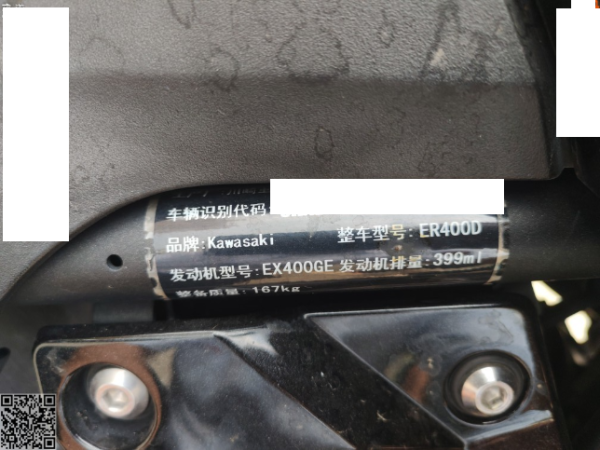 车辆识别代码:
品牌:Kawasaki 整车型号:ER400D
发动机型号:EX400GE 发动机排量:399ml
整备质量:167kg